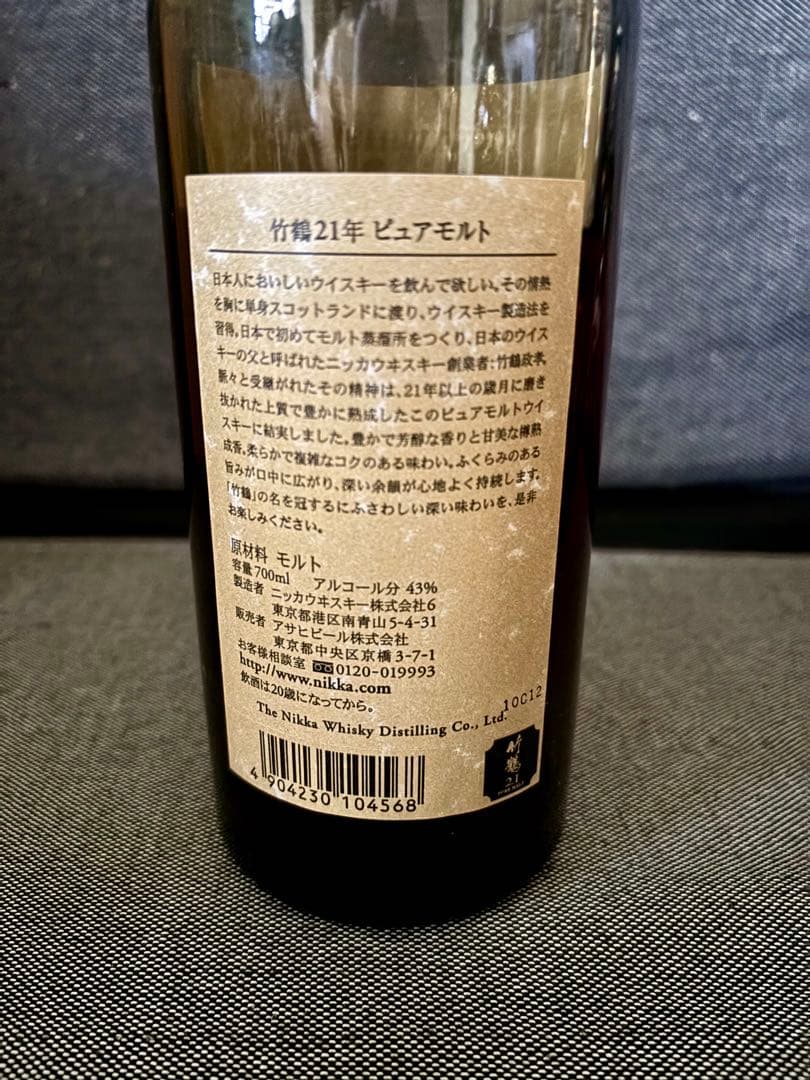 竹鶴21年 ピュアモルト
日本人においしいウイスキーを飲んで欲しい。その情熱
を胸に単身スコットランドに渡り、ウイスキー製造法を
習得。日本で初めてモルト蒸溜所をつくり、日本のウイス
キーの父と呼ばれたニッカウヰスキー創業者：竹鶴政孝。
脈々と受継がれたその精神は、21年以上の歳月に磨き
抜かれた上質で豊かに熟成したこのピュアモルトウイ
スキーに結実しました。豊かで芳醇な香りと甘美な樽熟
成香。柔らかで複雑なコクのある味わい。ふくらみのある
旨みが口中に広がり、深い余韻が心地よく持続します。
「竹鶴」の名を冠するにふさわしい深い味わいを、是非
お楽しみください。
原材料 モルト
容量700ml アルコール分 43%
製造者 ニッカウヰスキー株式会社6
東京都港区南青山5-4-31
販売者 アサヒビール株式会社
東京都中央区京橋3-7-1
お客様相談室 0120-019993
http://www.nikka.com
飲酒は20歳になってから。
10C12
The Nikka Whisky Distilling Co., Ltd.
4 904230 104568
竹鶴
21